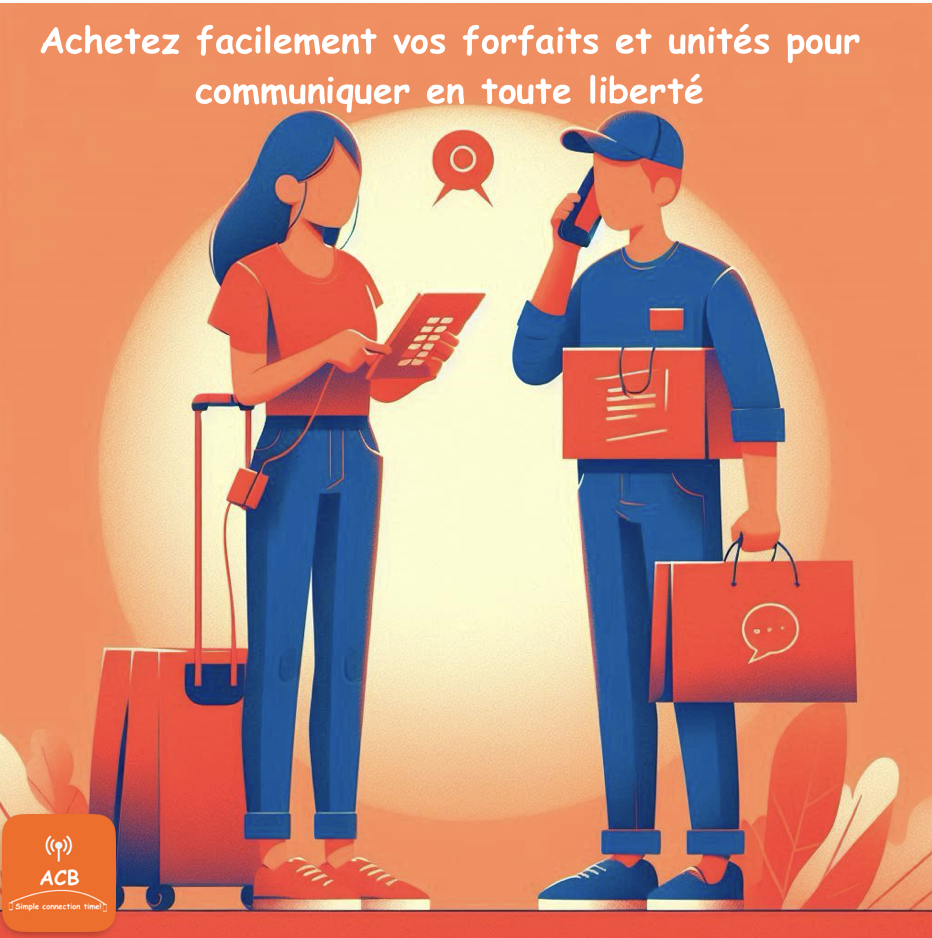 Achetez facilement vos forfaits et unités pour
communiquer en toute liberté
ACB
Simple connection time!